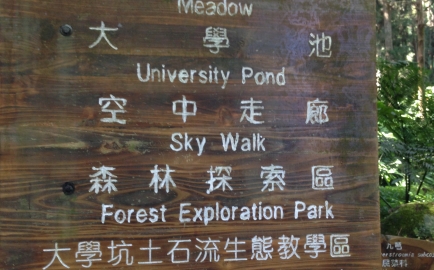 Meadow
大學池
University Pond
空中走廊
Sky Walk
森林探索區
Forest Exploration Park
大學坑土石流生態教學區